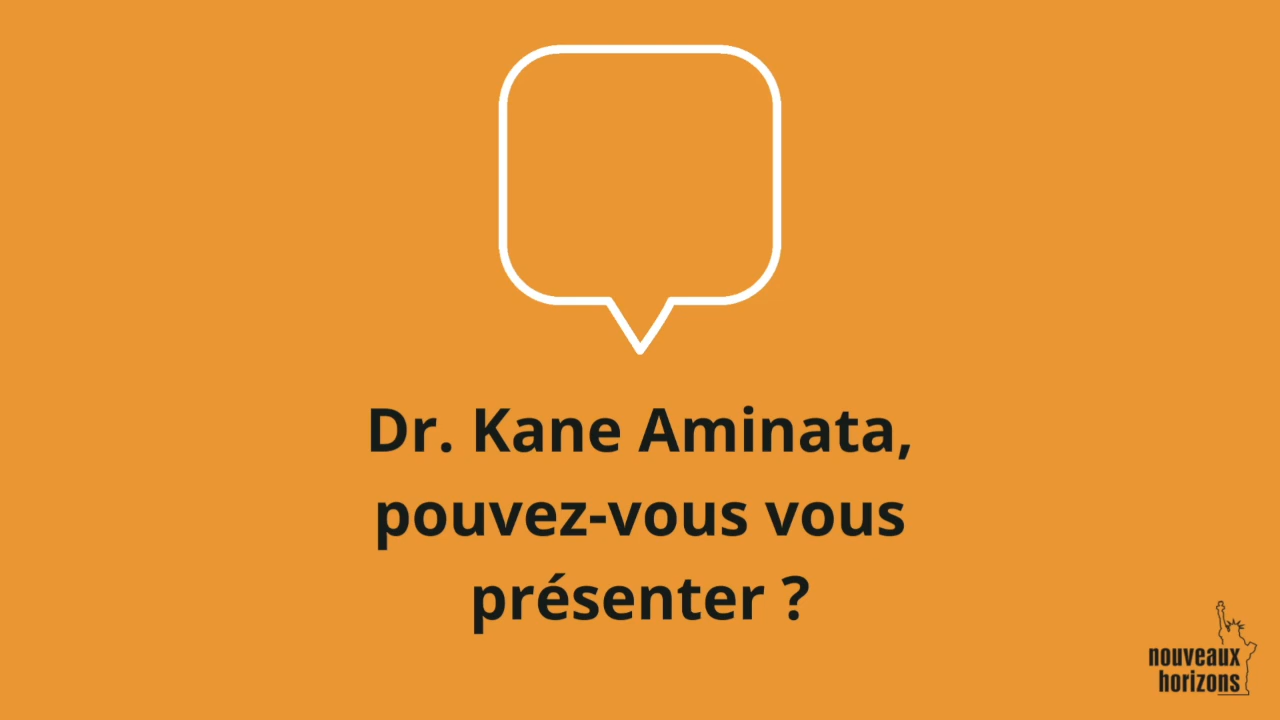 Dr. Kane Aminata,
pouvez-vous vous
présenter ?
nouveaux
horizons